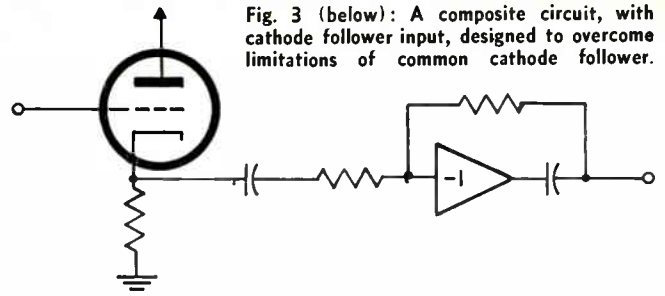 Fig. 3 (below): A composite circuit, with
cathode follower input, designed to overcome
limitations of common cathode follower.
-1